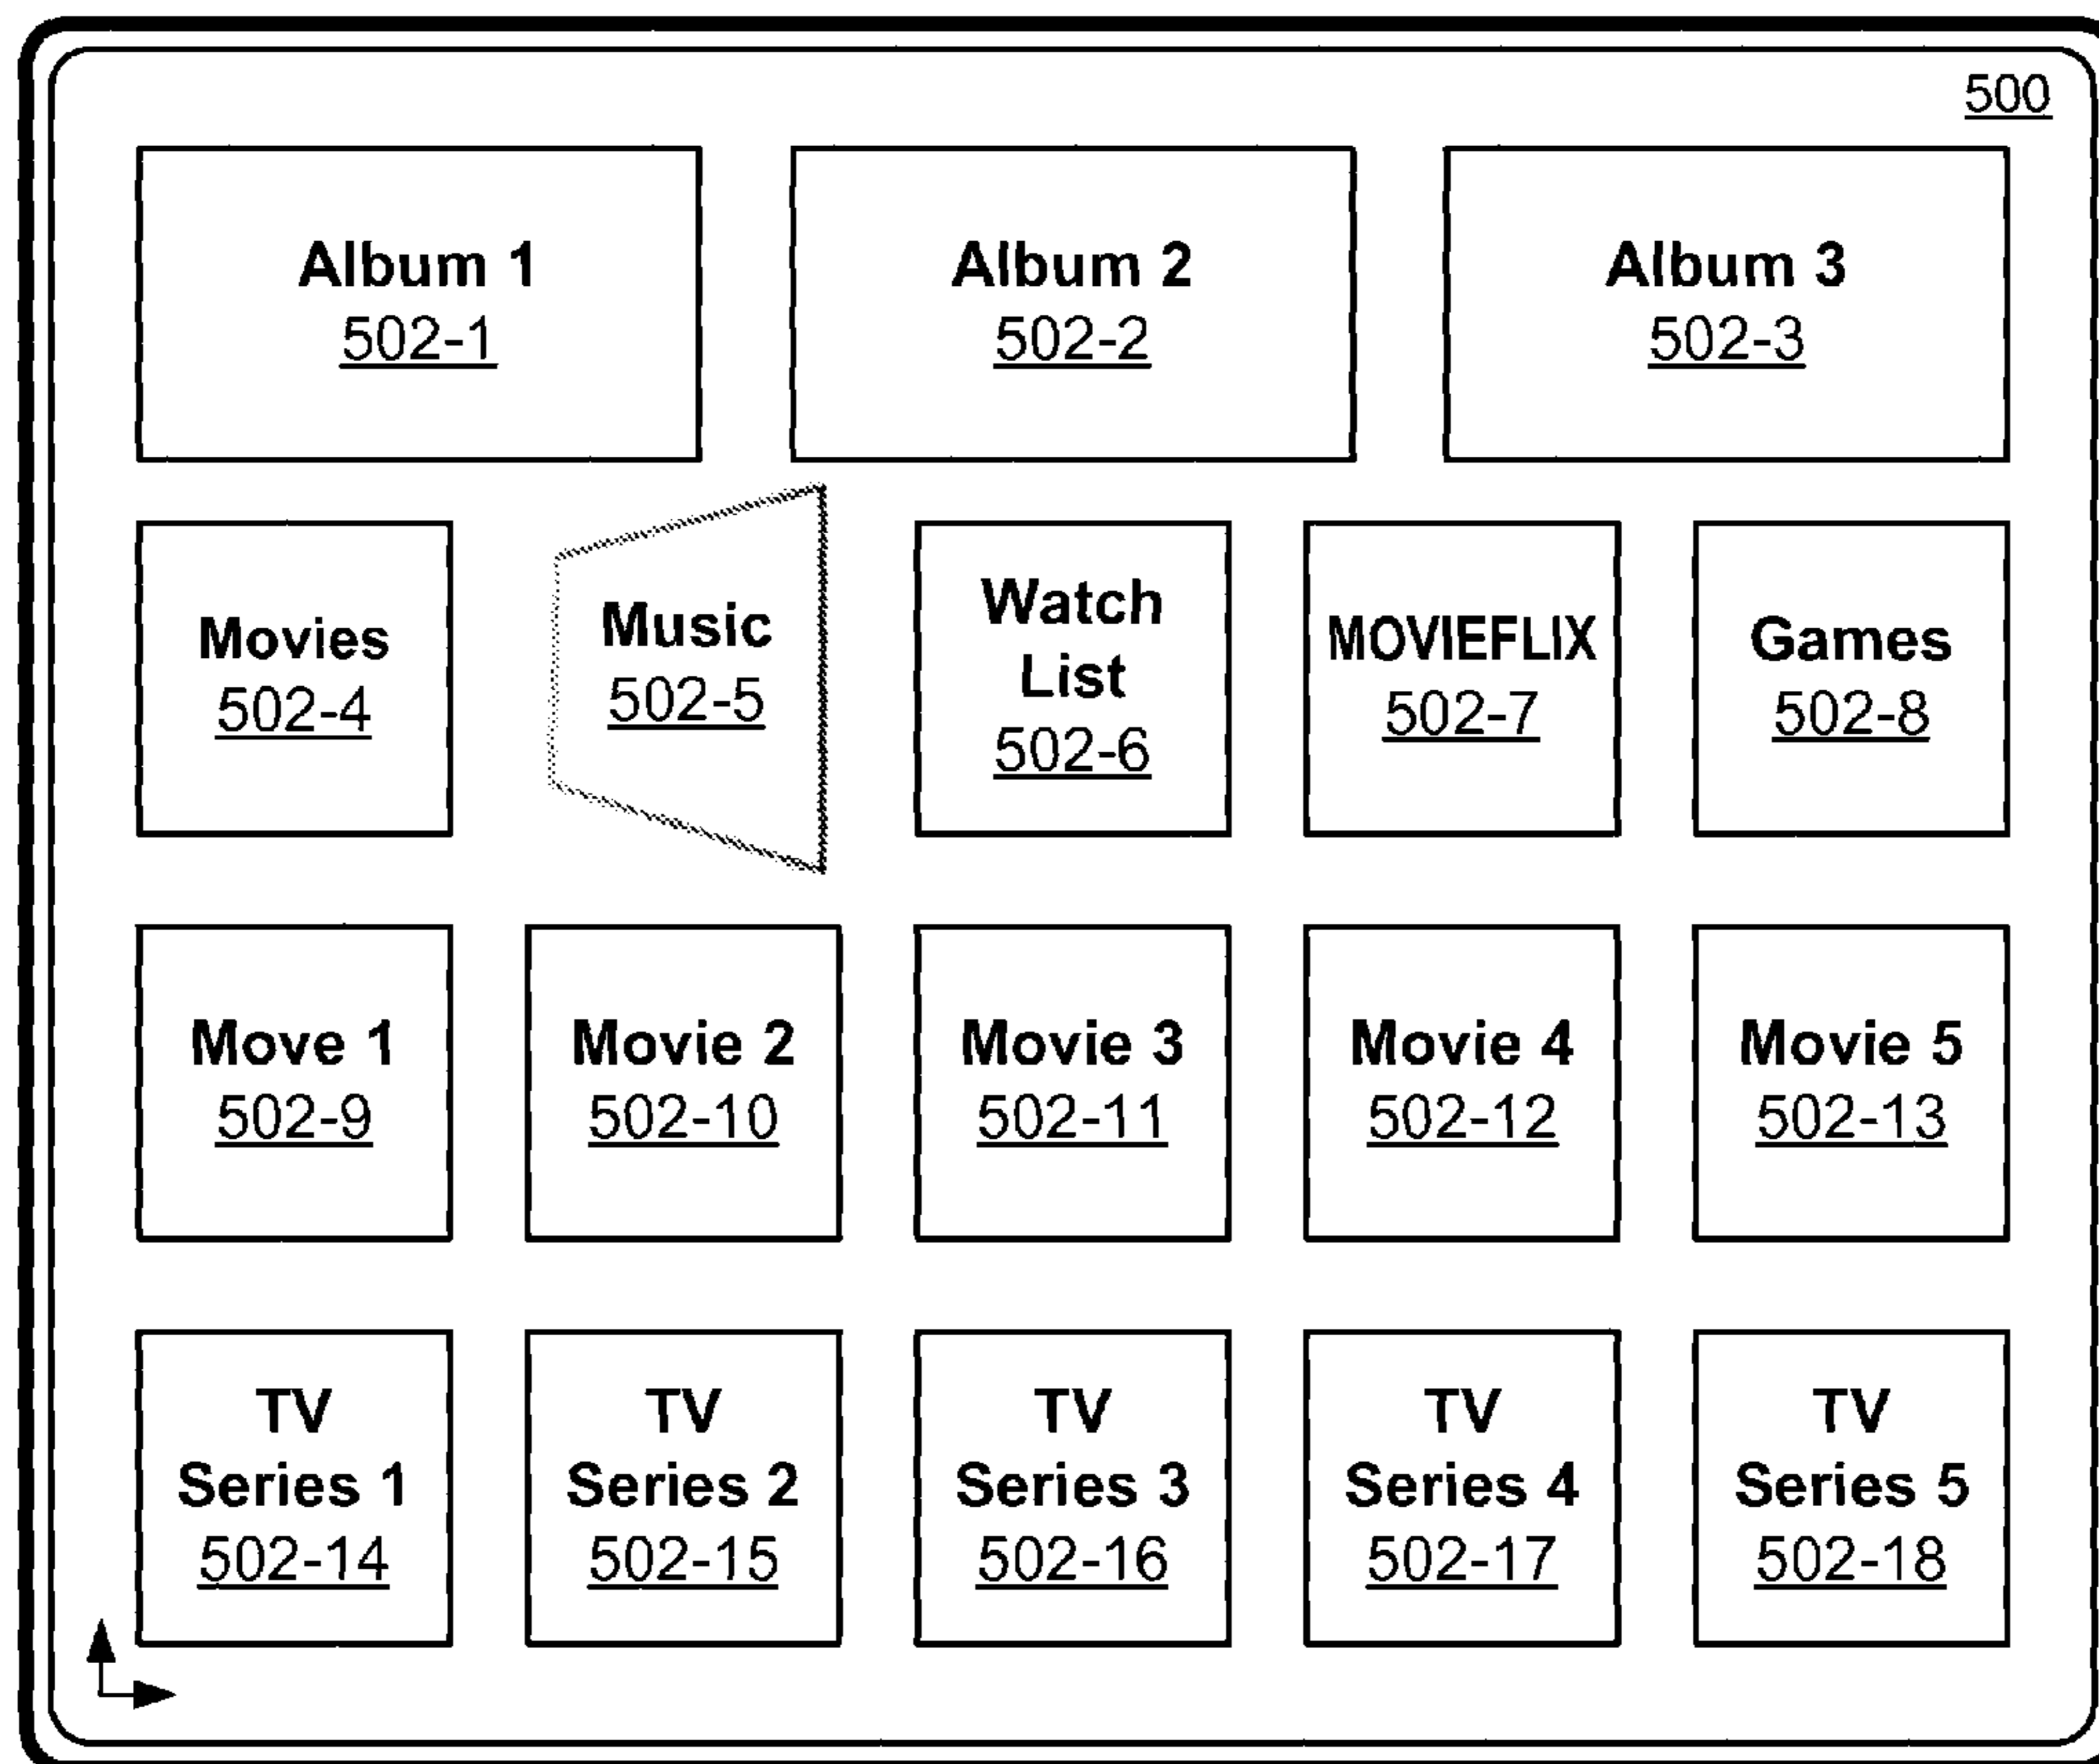 500
Album 1
502-1
Album 2
502-2
Album 3
502-3
Movies
502-4
Music
502-5
Watch
List
502-6
MOVIEFLIX
502-7
Games
502-8
Move 1
502-9
Movie 2
502-10
Movie 3
502-11
Movie 4
502-12
Movie 5
502-13
TV
Series 1
502-14
TV
Series 2
502-15
TV
Series 3
502-16
TV
Series 4
502-17
TV
Series 5
502-18